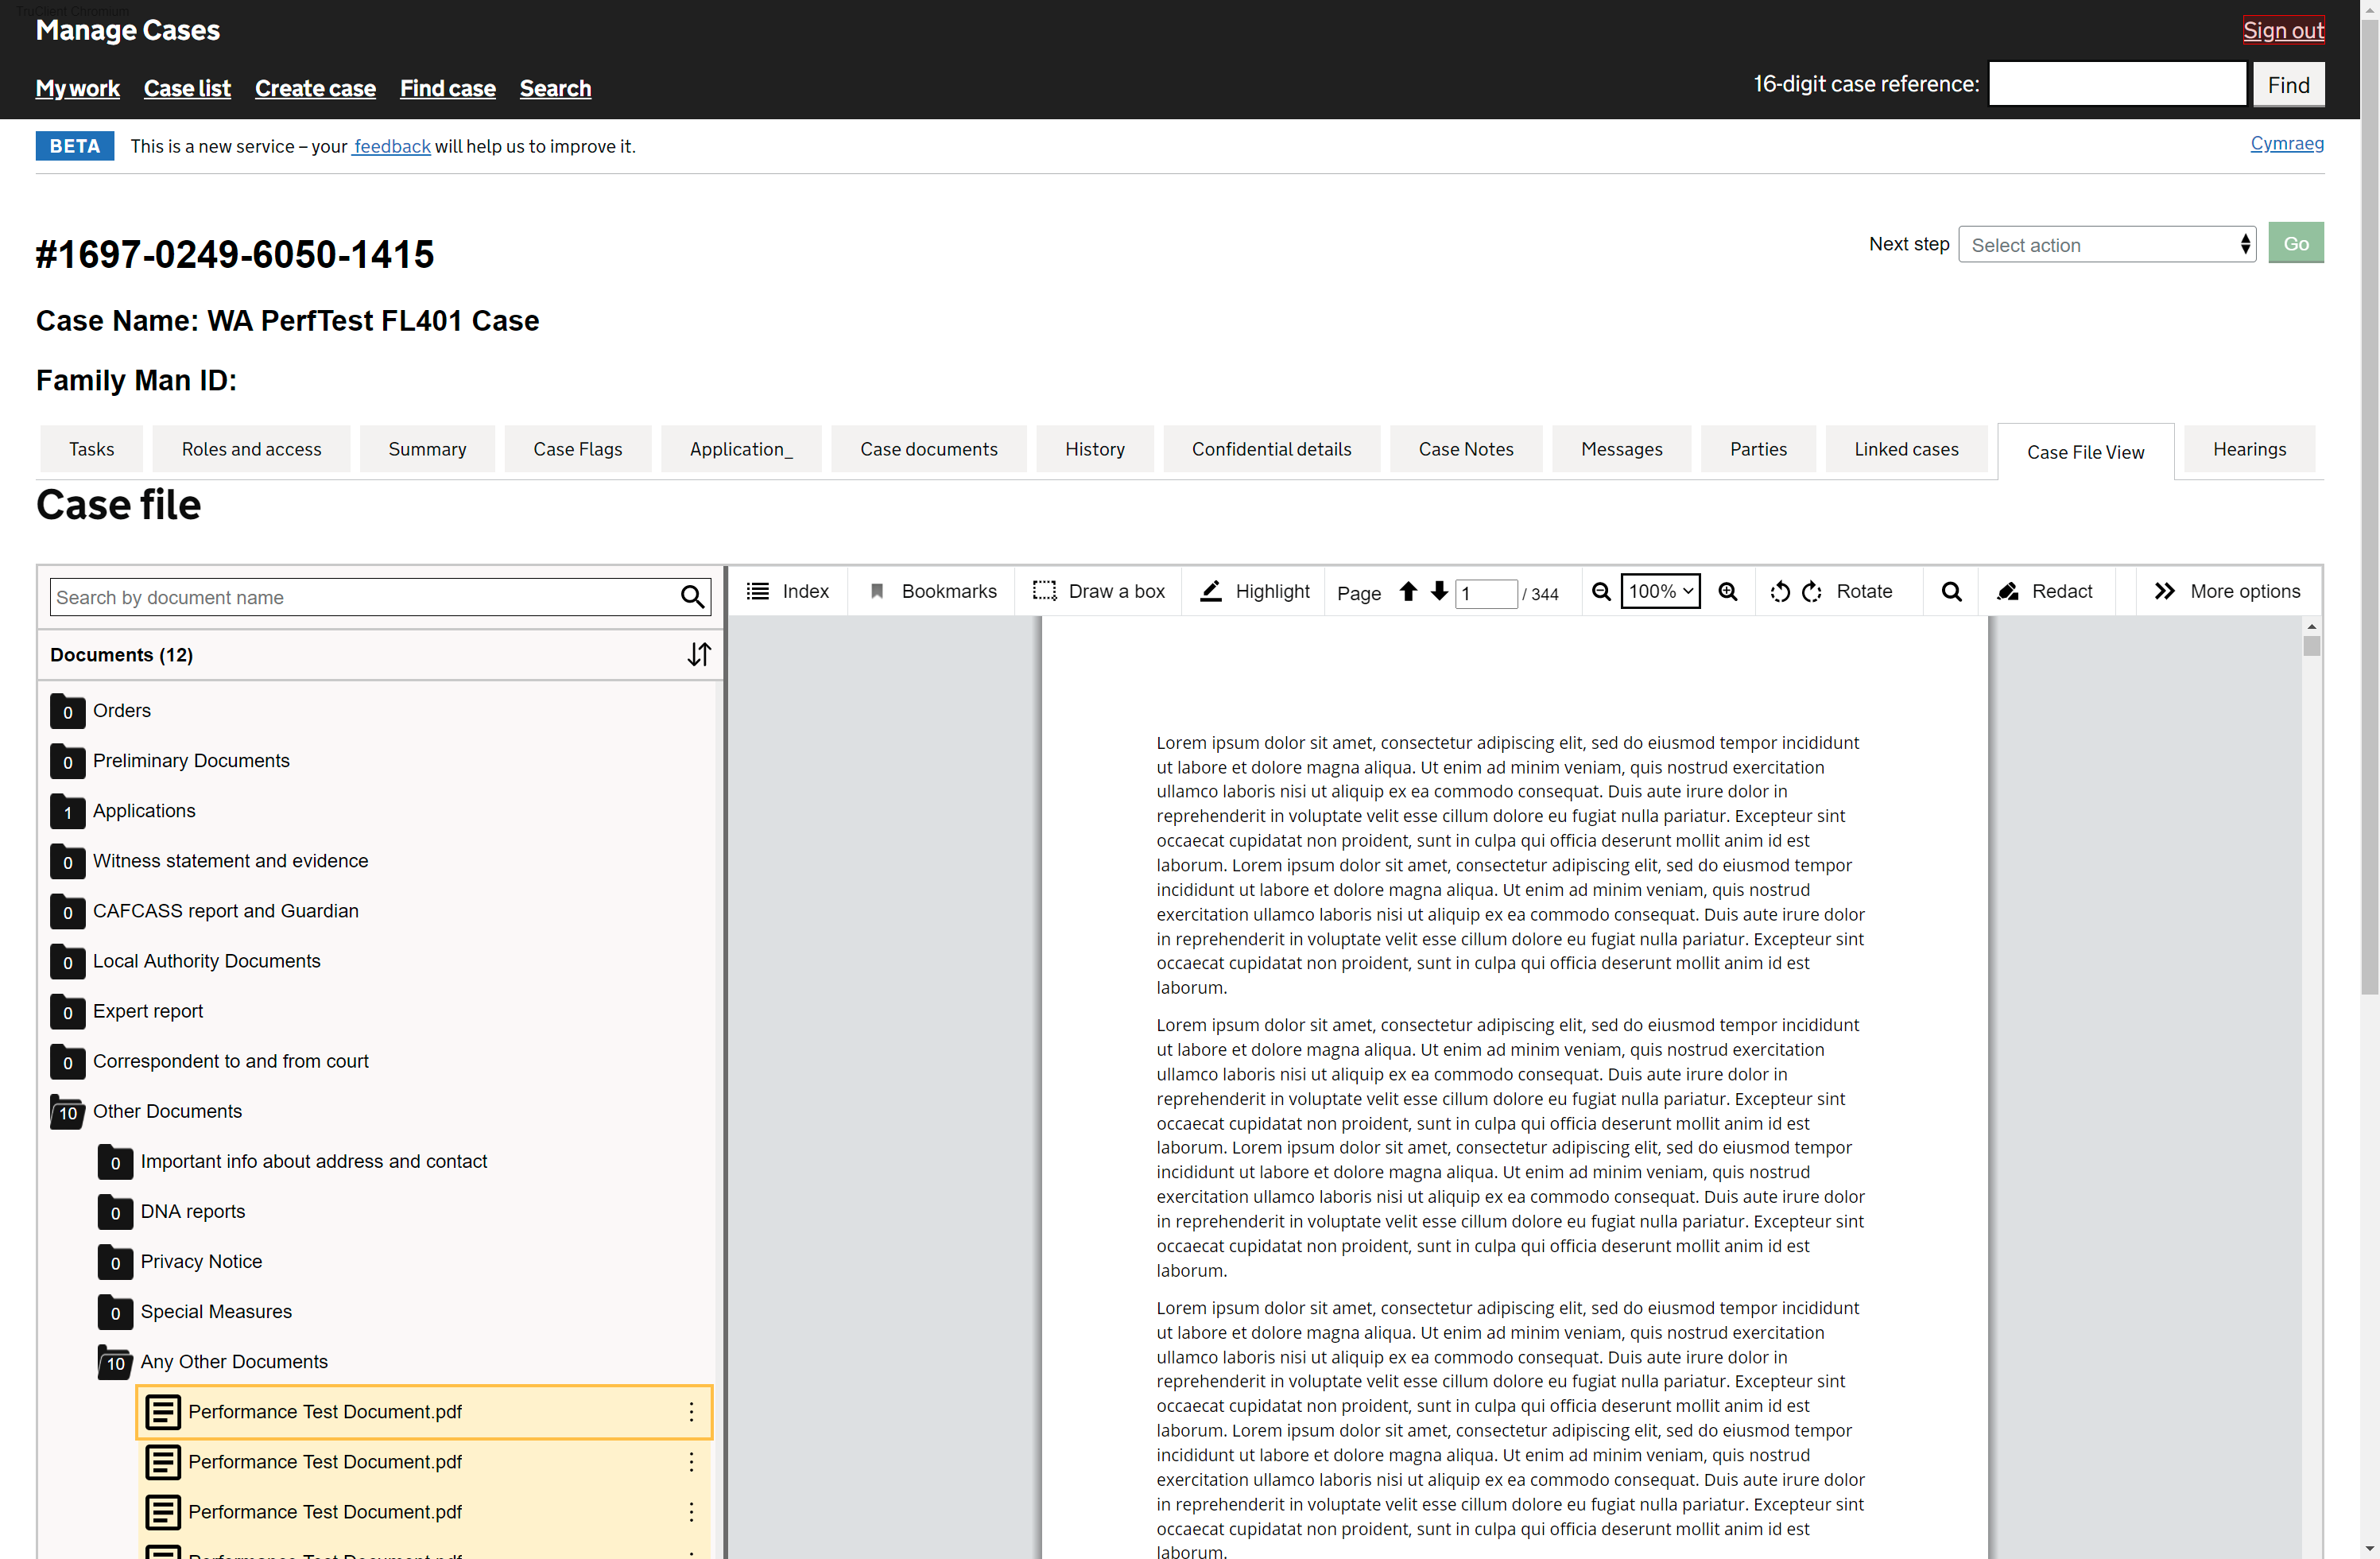 TruClient Chromium
Manage Cases
Sign out
My work Case list Create case Find case Search
16-digit case reference: Find
BETA This is a new service – your feedback will help us to improve it.
Cymraeg
#1697-0249-6050-1415
Next step Select action Go
Case Name: WA PerfTest FL401 Case
Family Man ID:
Tasks Roles and access Summary Case Flags Application_ Case documents History Confidential details Case Notes Messages Parties Linked cases Case File View Hearings
Case file
Search by document name
Index Bookmarks Draw a box Highlight Page 1 / 344 100% Rotate Redact More options
Documents (12)
0 Orders
0 Preliminary Documents
1 Applications
0 Witness statement and evidence
0 CAFCASS report and Guardian
0 Local Authority Documents
0 Expert report
0 Correspondent to and from court
10 Other Documents
0 Important info about address and contact
0 DNA reports
0 Privacy Notice
0 Special Measures
10 Any Other Documents
Performance Test Document.pdf
Performance Test Document.pdf
Performance Test Document.pdf
Performance Test Document.pdf
Lorem ipsum dolor sit amet, consectetur adipiscing elit, sed do eiusmod tempor incididunt
ut labore et dolore magna aliqua. Ut enim ad minim veniam, quis nostrud exercitation
ullamco laboris nisi ut aliquip ex ea commodo consequat. Duis aute irure dolor in
reprehenderit in voluptate velit esse cillum dolore eu fugiat nulla pariatur. Excepteur sint
occaecat cupidatat non proident, sunt in culpa qui officia deserunt mollit anim id est
laborum. Lorem ipsum dolor sit amet, consectetur adipiscing elit, sed do eiusmod tempor
incididunt ut labore et dolore magna aliqua. Ut enim ad minim veniam, quis nostrud
exercitation ullamco laboris nisi ut aliquip ex ea commodo consequat. Duis aute irure dolor
in reprehenderit in voluptate velit esse cillum dolore eu fugiat nulla pariatur. Excepteur sint
occaecat cupidatat non proident, sunt in culpa qui officia deserunt mollit anim id est
laborum.
Lorem ipsum dolor sit amet, consectetur adipiscing elit, sed do eiusmod tempor incididunt
ut labore et dolore magna aliqua. Ut enim ad minim veniam, quis nostrud exercitation
ullamco laboris nisi ut aliquip ex ea commodo consequat. Duis aute irure dolor in
reprehenderit in voluptate velit esse cillum dolore eu fugiat nulla pariatur. Excepteur sint
occaecat cupidatat non proident, sunt in culpa qui officia deserunt mollit anim id est
laborum. Lorem ipsum dolor sit amet, consectetur adipiscing elit, sed do eiusmod tempor
incididunt ut labore et dolore magna aliqua. Ut enim ad minim veniam, quis nostrud
exercitation ullamco laboris nisi ut aliquip ex ea commodo consequat. Duis aute irure dolor
in reprehenderit in voluptate velit esse cillum dolore eu fugiat nulla pariatur. Excepteur sint
occaecat cupidatat non proident, sunt in culpa qui officia deserunt mollit anim id est
laborum.
Lorem ipsum dolor sit amet, consectetur adipiscing elit, sed do eiusmod tempor incididunt
ut labore et dolore magna aliqua. Ut enim ad minim veniam, quis nostrud exercitation
ullamco laboris nisi ut aliquip ex ea commodo consequat. Duis aute irure dolor in
reprehenderit in voluptate velit esse cillum dolore eu fugiat nulla pariatur. Excepteur sint
occaecat cupidatat non proident, sunt in culpa qui officia deserunt mollit anim id est
laborum. Lorem ipsum dolor sit amet, consectetur adipiscing elit, sed do eiusmod tempor
incididunt ut labore et dolore magna aliqua. Ut enim ad minim veniam, quis nostrud
exercitation ullamco laboris nisi ut aliquip ex ea commodo consequat. Duis aute irure dolor
in reprehenderit in voluptate velit esse cillum dolore eu fugiat nulla pariatur. Excepteur sint
occaecat cupidatat non proident, sunt in culpa qui officia deserunt mollit anim id est
laborum.